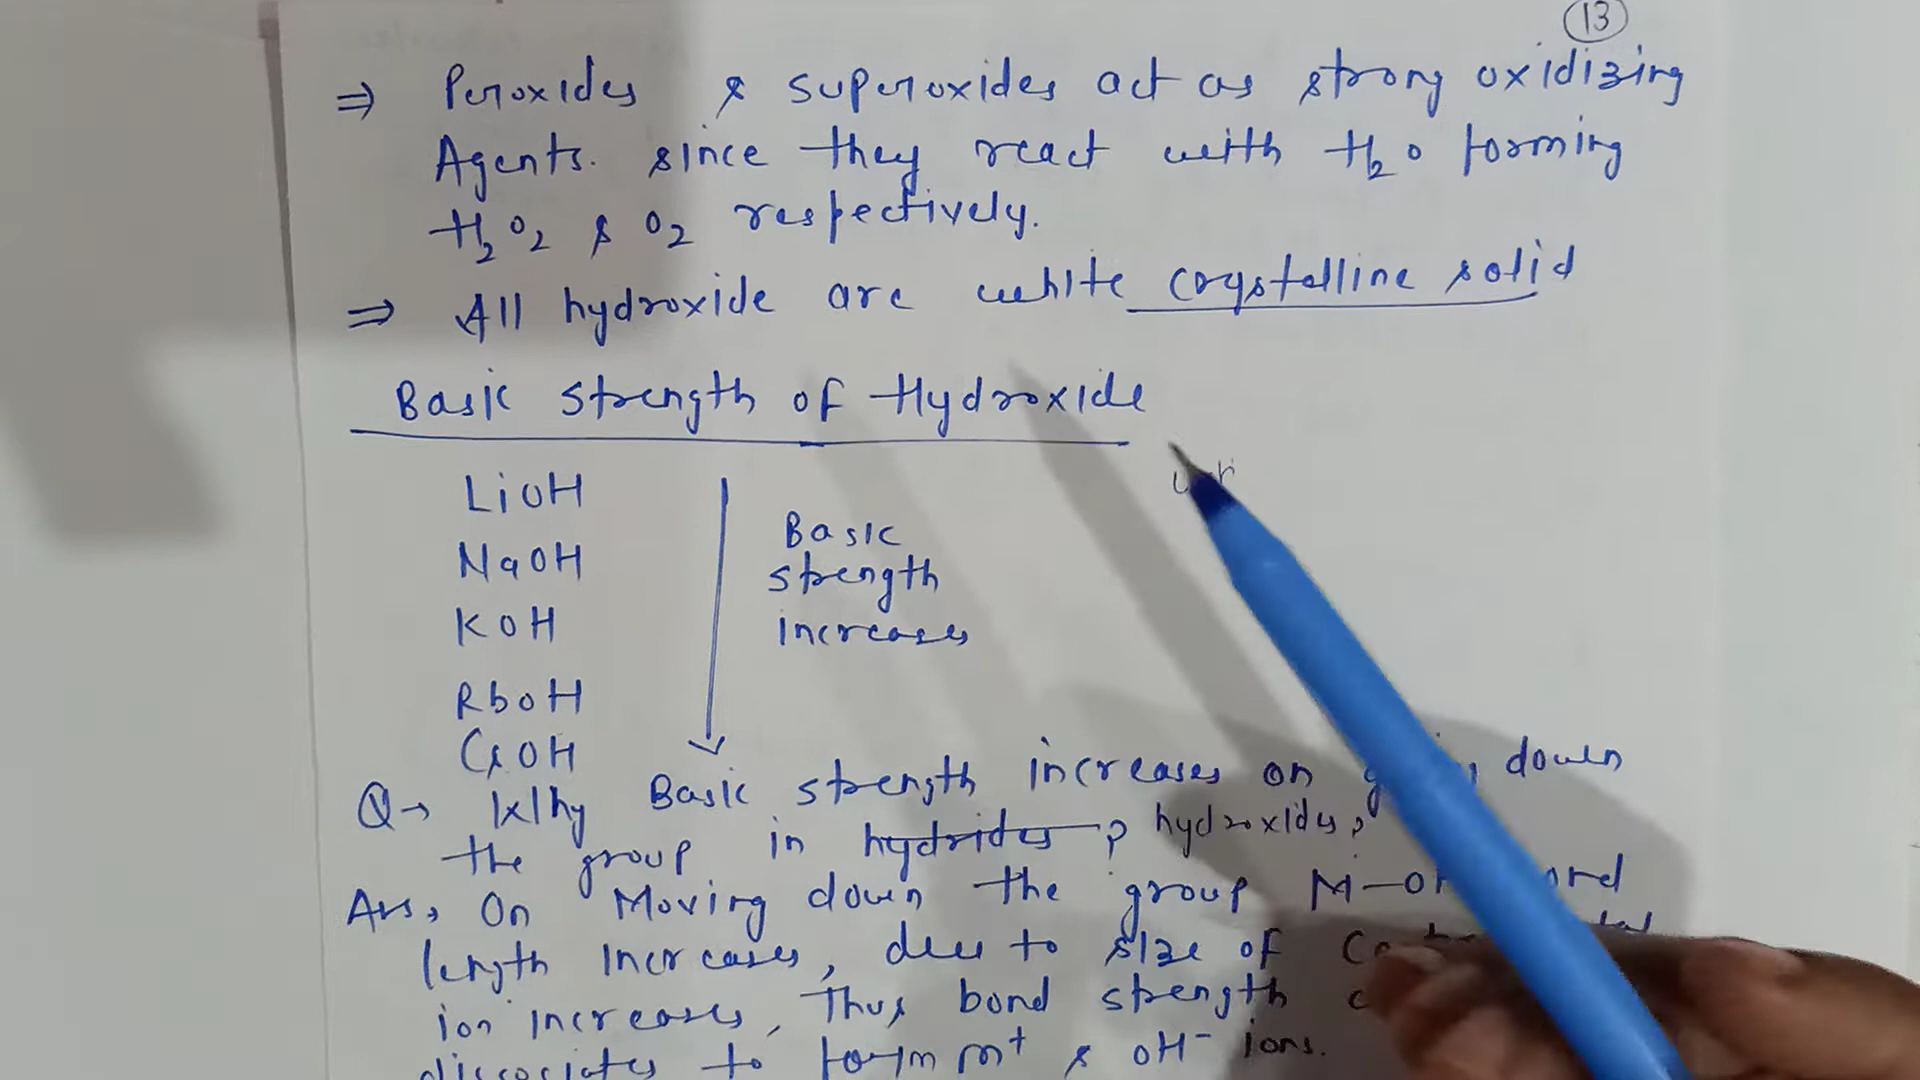 13
⇒ Peroxides & superoxides act as strong oxidizing
Agents. since they react with H₂O forming
H₂O₂ & O₂ respectively.
⇒ All hydroxide are white crystalline solid
Basic strength of Hydroxide
LiOH
NaOH
KOH
RbOH
CsOH
Basic
strength
increases
Q→ Why Basic strength increases on down
the group in hydrides ? hydroxides,
Ans, On Moving down the group M—
length increases, due to size of
ion increases, Thus bond strength
dissociates to form m⁺ & OH⁻ ions.